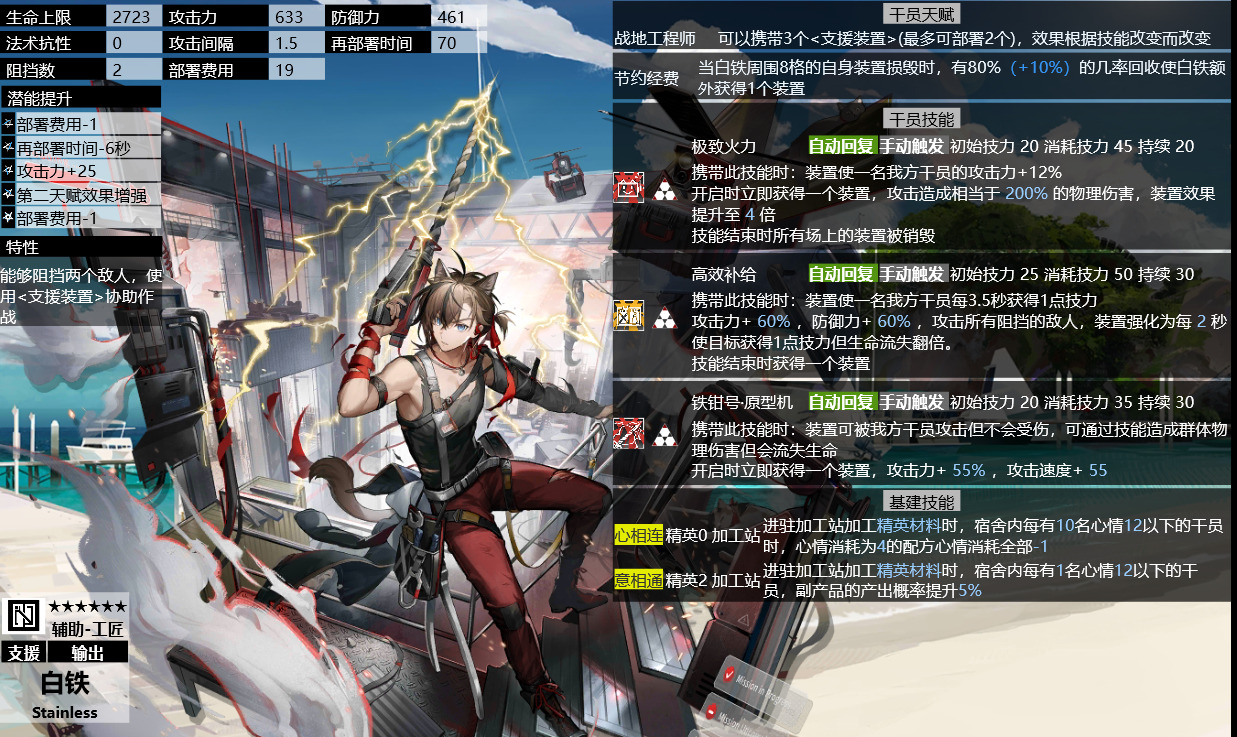 生命上限 2723 攻击力 633 防御力 461
法术抗性 0 攻击间隔 1.5 再部署时间 70
阻挡数 2 部署费用 19
潜能提升
部署费用-1
再部署时间-6秒
攻击力+25
第二天赋效果增强
部署费用-1
特性
能够阻挡两个敌人，使
用<支援装置>协助作
战
★★★★★★
辅助-工匠
支援 输出
白铁
Stainless
干员天赋
战地工程师 可以携带3个<支援装置>(最多可部署2个)，效果根据技能改变而改变
节约经费 当白铁周围8格的自身装置损毁时，有80%（+10%）的几率回收使白铁额
外获得1个装置
干员技能
极致火力 自动回复 手动触发 初始技力 20 消耗技力 45 持续 20
携带此技能时：装置使一名我方干员的攻击力+12%
开启时立即获得一个装置，攻击造成相当于 200% 的物理伤害，装置效果
提升至 4 倍
技能结束时所有场上的装置被销毁
高效补给 自动回复 手动触发 初始技力 25 消耗技力 50 持续 30
携带此技能时：装置使一名我方干员每3.5秒获得1点技力
攻击力+ 60% ，防御力+ 60% ，攻击所有阻挡的敌人，装置强化为每 2 秒
使目标获得1点技力但生命流失翻倍。
技能结束时获得一个装置
铁钳号·原型机 自动回复 手动触发 初始技力 20 消耗技力 35 持续 30
携带此技能时：装置可被我方干员攻击但不会受伤，可通过技能造成群体物
理伤害但会流失生命
开启时立即获得一个装置，攻击力+ 55% ，攻击速度+ 55
基建技能
心相连 精英0 加工站 进驻加工站加工精英材料时，宿舍内每有10名心情12以下的干员
时，心情消耗为4的配方心情消耗全部-1
意相通 精英2 加工站 进驻加工站加工精英材料时，宿舍内每有1名心情12以下的干
员，副产品的产出概率提升5%
Mission in
Mission